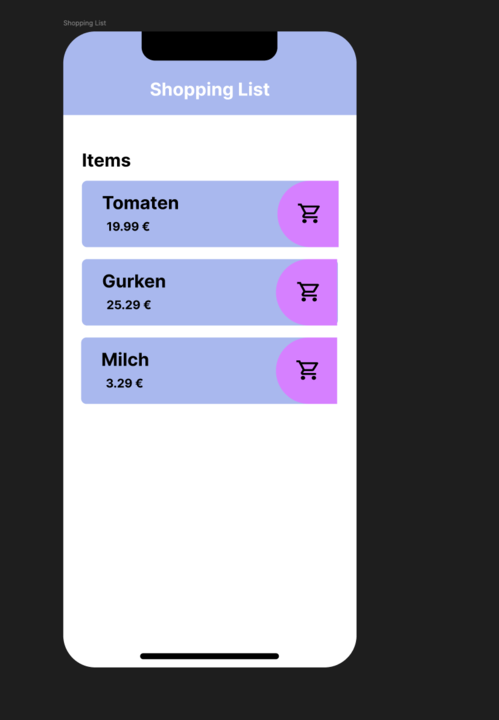 Shopping List
Shopping List
Items
Tomaten
19.99 €
Gurken
25.29 €
Milch
3.29 €